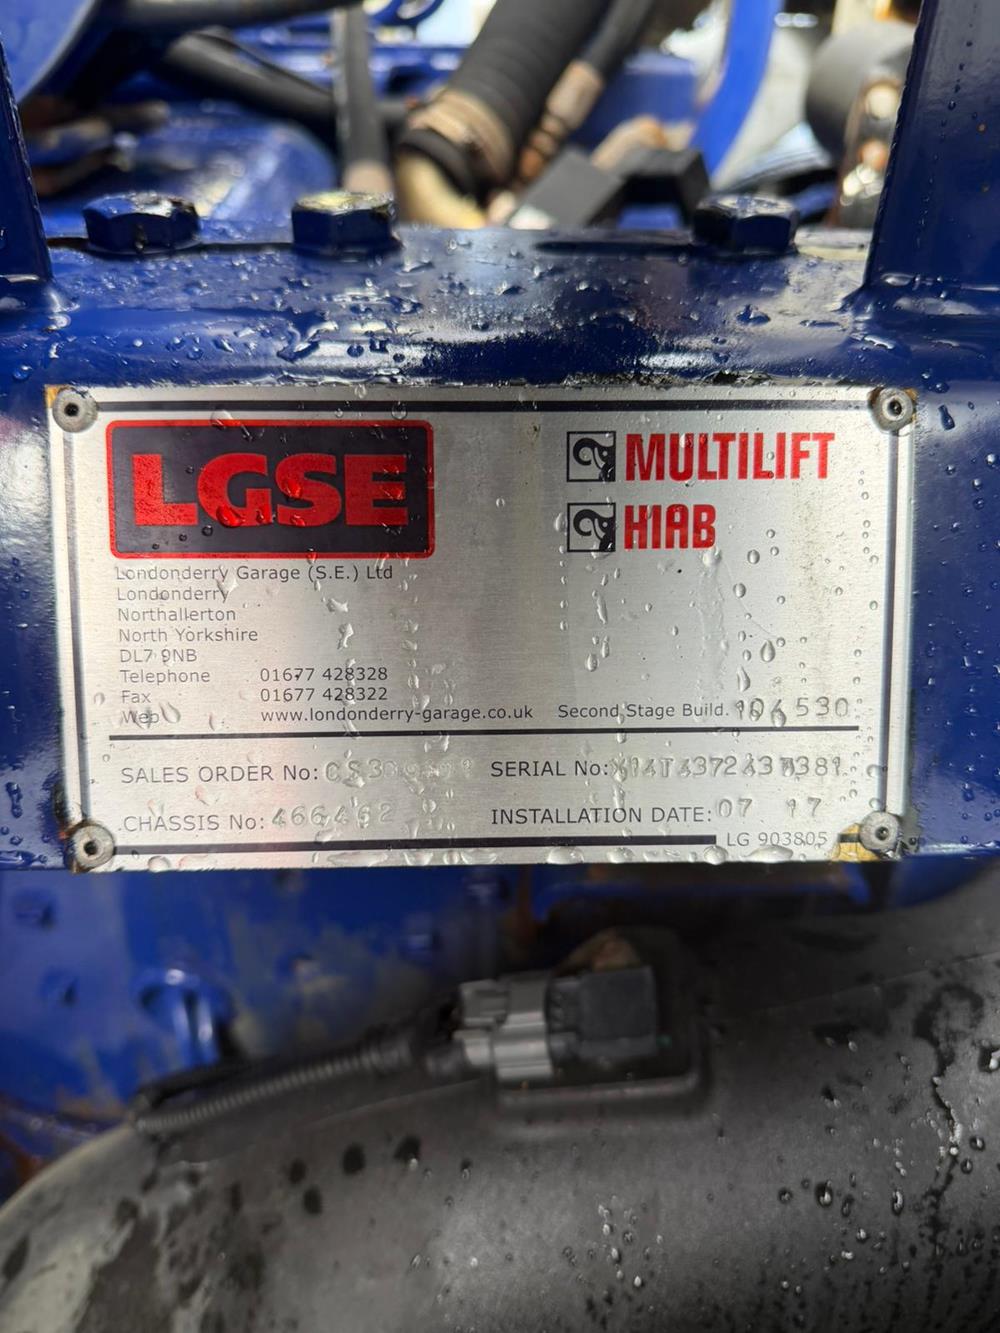 LGSE
MULTILIFT
HIAB
Londonderry Garage (S.E.) Ltd
Londonderry
Northallerton
North Yorkshire
DL7 9NB
Telephone 01677 428328
Fax 01677 428322
Web www.londonderry-garage.co.uk Second Stage Build. 904530
SALES ORDER No: SERIAL No:
CHASSIS No: 466462 INSTALLATION DATE: 07 17
LG 903805